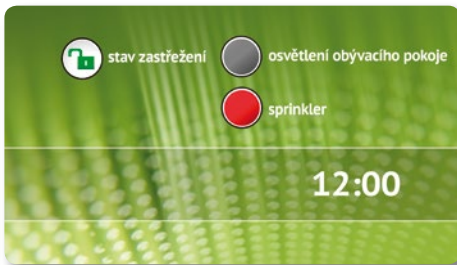 stav zastřežení
osvětlení obývacího pokoje
sprinkler
12:00